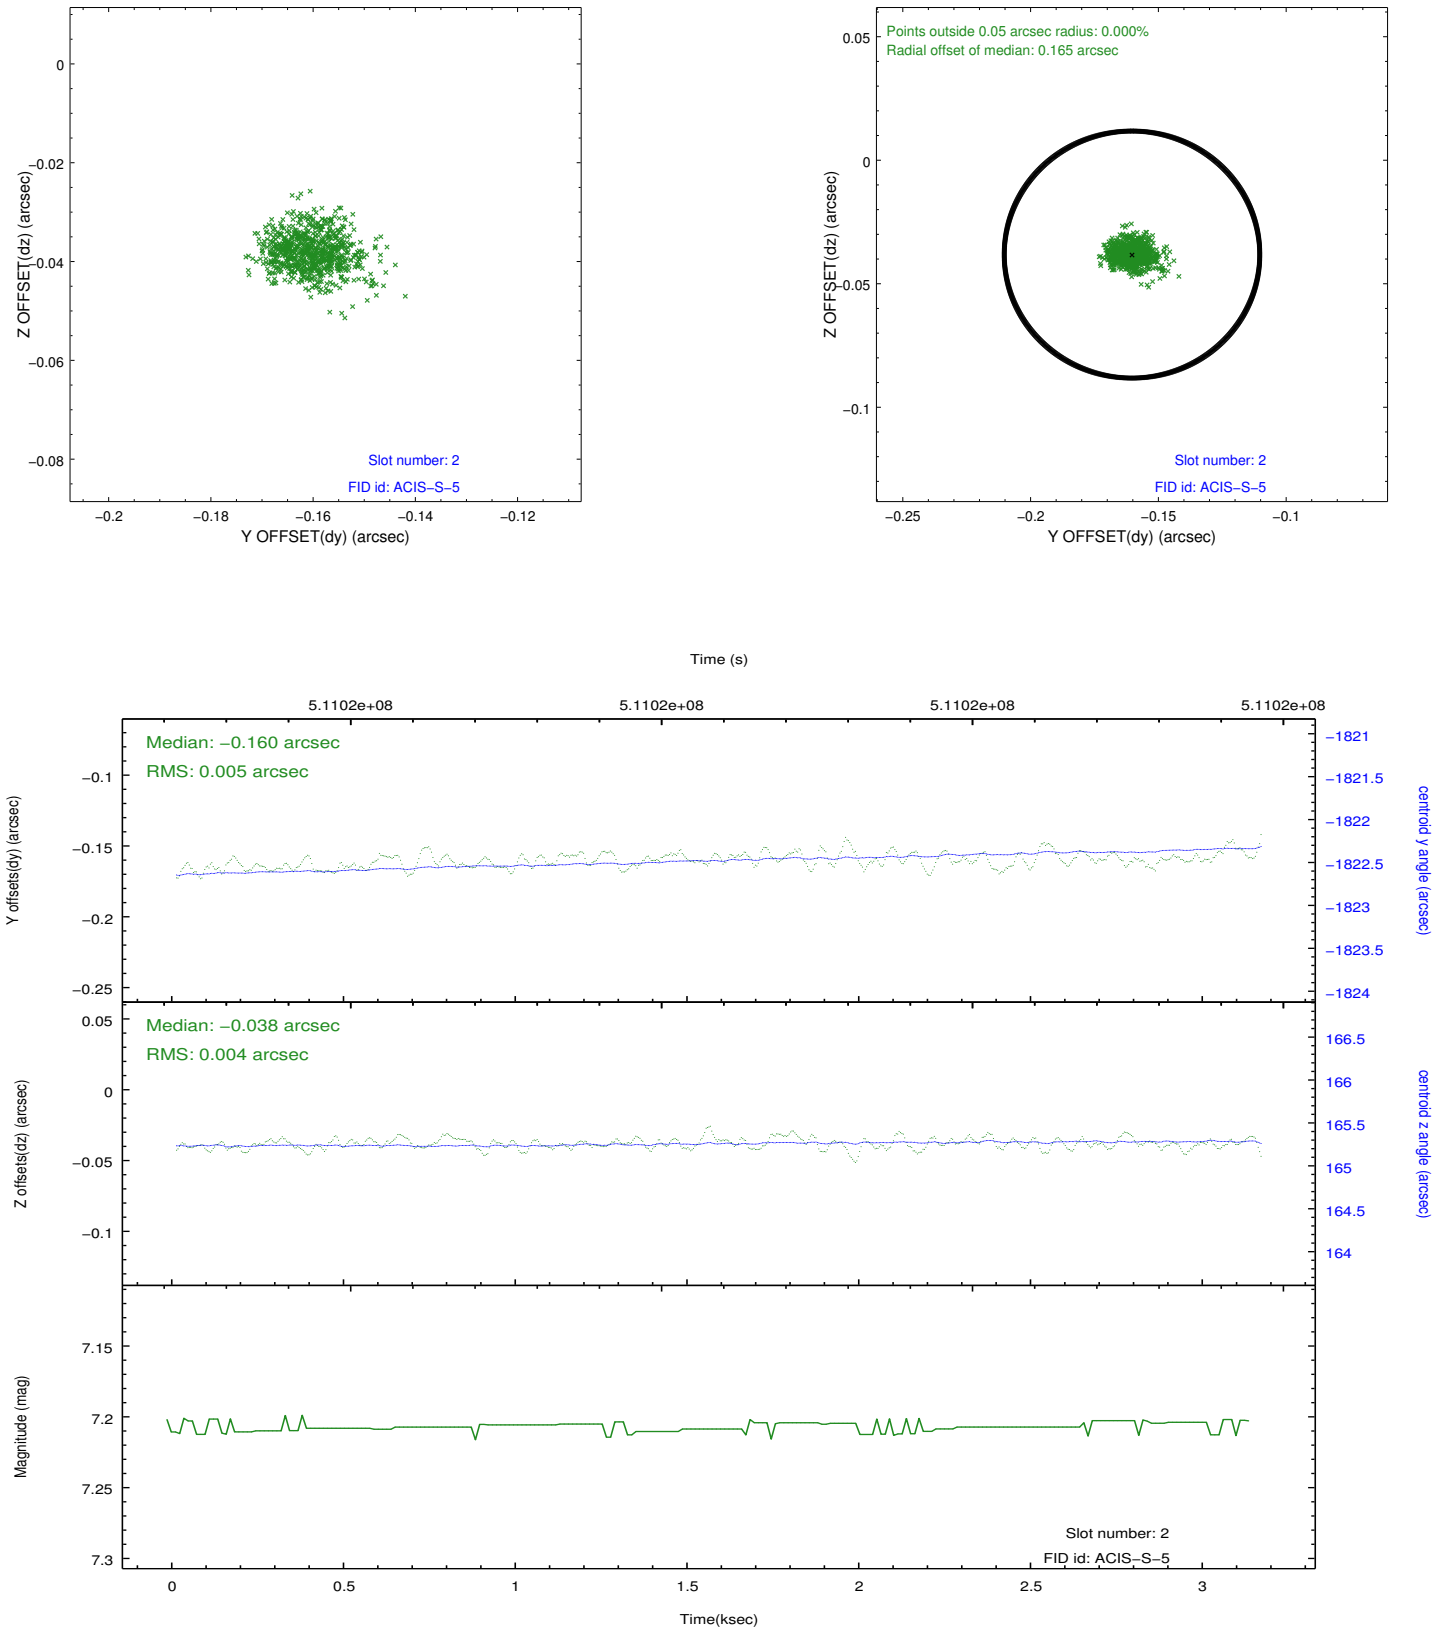 0
−0.02
−0.04
−0.06
−0.08
Z OFFSET(dz) (arcsec)
Slot number: 2
FID id: ACIS−S−5
−0.2
−0.18
−0.16
−0.14
−0.12
Y OFFSET(dy) (arcsec)
Points outside 0.05 arcsec radius: 0.000%
Radial offset of median: 0.165 arcsec
0.05
0
−0.05
−0.1
Z OFFSET(dz) (arcsec)
Slot number: 2
FID id: ACIS−S−5
−0.25
−0.2
−0.15
−0.1
Y OFFSET(dy) (arcsec)
Time (s)
5.1102e+08
5.1102e+08
5.1102e+08
5.1102e+08
Median: −0.160 arcsec
RMS: 0.005 arcsec
−0.1
−0.15
−0.2
−0.25
Y offsets(dy) (arcsec)
−1821
−1821.5
−1822
−1822.5
−1823
−1823.5
−1824
centroid y angle (arcsec)
Median: −0.038 arcsec
RMS: 0.004 arcsec
0.05
0
−0.05
−0.1
Z offsets(dz) (arcsec)
166.5
166
165.5
165
164.5
164
centroid z angle (arcsec)
7.15
7.2
7.25
7.3
Magnitude (mag)
Slot number: 2
FID id: ACIS−S−5
0
0.5
1
1.5
2
2.5
3
Time(ksec)